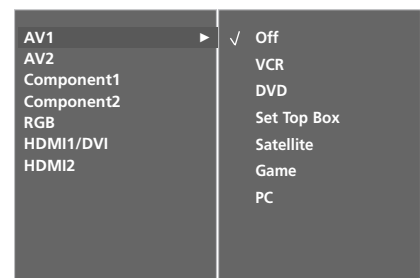 AV1 ► √ Off
AV2
Component1
Component2
RGB
HDMI1/DVI
HDMI2
VCR
DVD
Set Top Box
Satellite
Game
PC